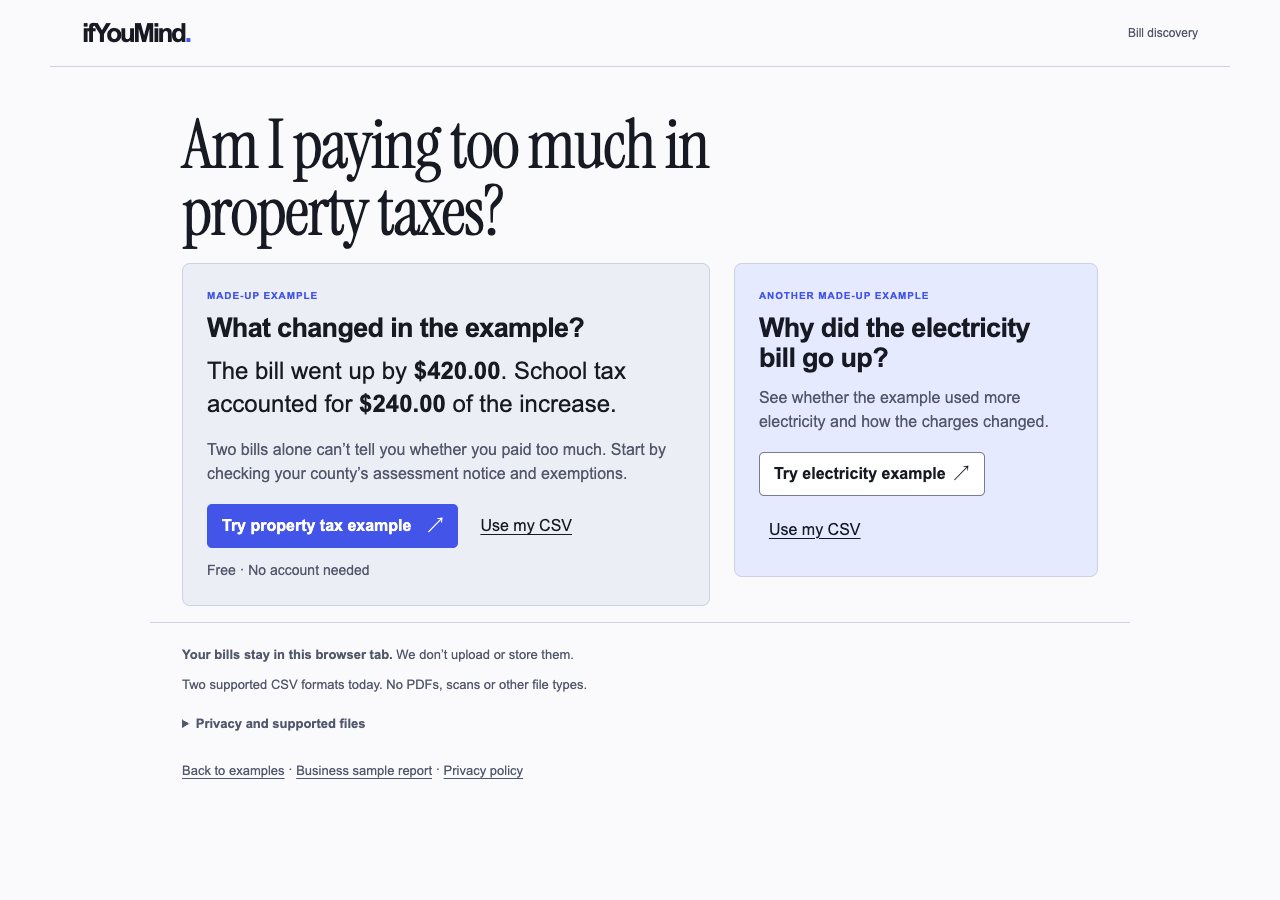 ifYouMind.
Bill discovery
Am I paying too much in
property taxes?
MADE-UP EXAMPLE
What changed in the example?
The bill went up by $420.00. School tax
accounted for $240.00 of the increase.
Two bills alone can’t tell you whether you paid too much. Start by
checking your county’s assessment notice and exemptions.
Try property tax example ↗
Use my CSV
Free · No account needed
ANOTHER MADE-UP EXAMPLE
Why did the electricity
bill go up?
See whether the example used more
electricity and how the charges changed.
Try electricity example ↗
Use my CSV
Your bills stay in this browser tab. We don’t upload or store them.
Two supported CSV formats today. No PDFs, scans or other file types.
Privacy and supported files
Back to examples · Business sample report · Privacy policy